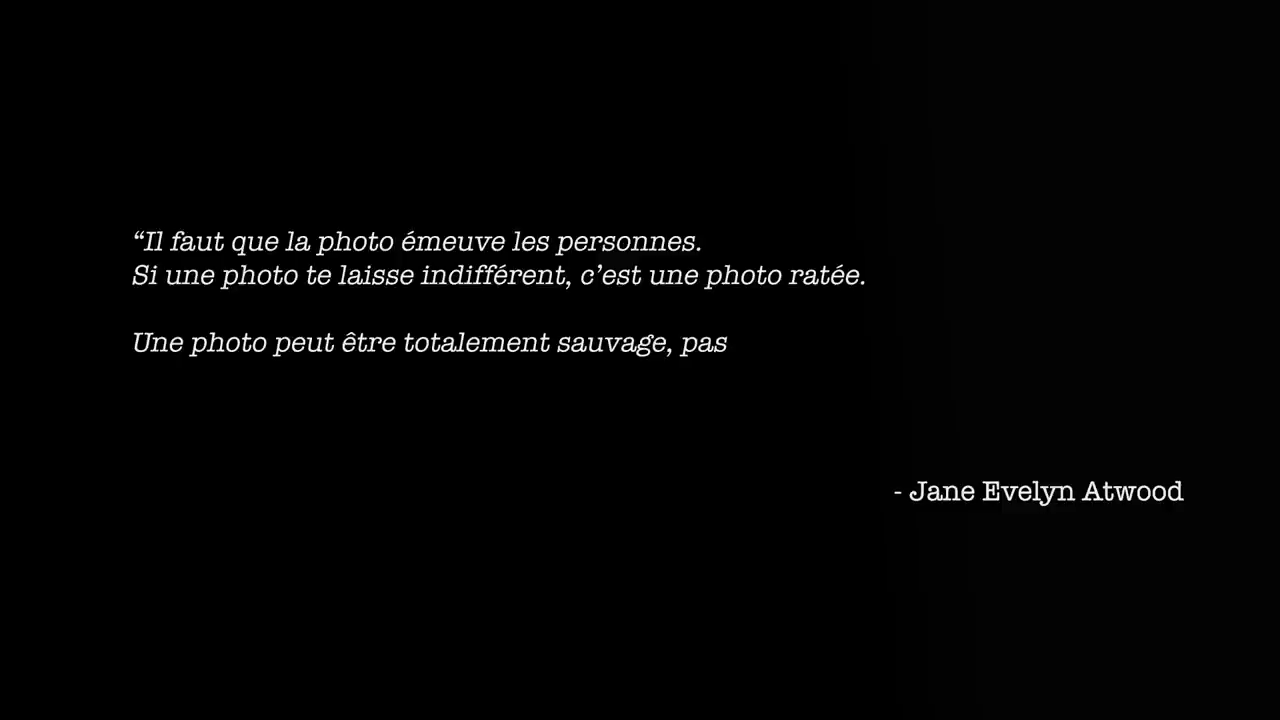 “Il faut que la photo émeuve les personnes.
Si une photo te laisse indifférent, c’est une photo ratée.
Une photo peut être totalement sauvage, pas
- Jane Evelyn Atwood